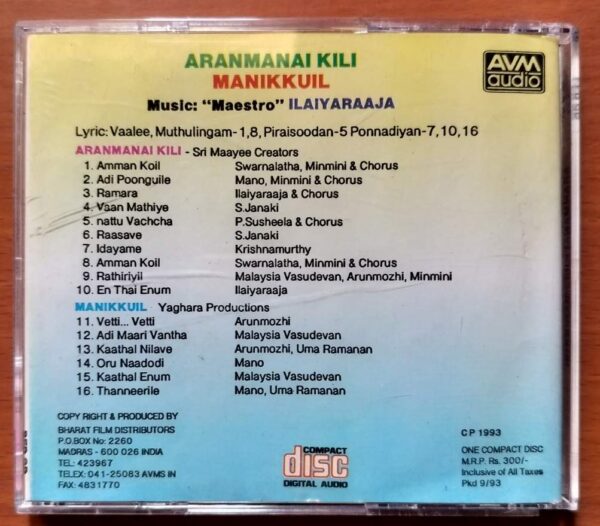 ARANMANAI KILI
MANIKKUIL
Music: "Maestro" ILAIYARAAJA
AVM
audio
Lyric: Vaalee, Muthulingam-1,8, Piraisoodan-5 Ponnadiyan-7, 10, 16
ARANMANAI KILI - Sri Maayee Creators
1. Amman Koil Swarnalatha, Minmini & Chorus
2. Adi Poonguile Mano, Minmini & Chorus
3. Ramara Ilaiyaraaja & Chorus
4. Vaan Mathiye S.Janaki
5. nattu Vachcha P.Susheela & Chorus
6. Raasave S.Janaki
7. Idayame Krishnamurthy
8. Amman Koil Swarnalatha, Minmini & Chorus
9. Rathiriyil Malaysia Vasudevan, Arunmozhi, Minmini
10. En Thai Enum Ilaiyaraaja
MANIKKUIL Yaghara Productions
11. Vetti... Vetti Arunmozhi
12. Adi Maari Vantha Malaysia Vasudevan
13. Kaathal Nilave Arunmozhi, Uma Ramanan
14. Oru Naadodi Mano
15. Kaathal Enum Malaysia Vasudevan
16. Thanneerile Mano, Uma Ramanan
COPY RIGHT & PRODUCED BY
BHARAT FILM DISTRIBUTORS
P.O.BOX No: 2260
MADRAS - 600 026 INDIA
TEL: 423967
TELEX: 041-25083 AVMS IN
FAX: 4831770
COMPACT
disc
DIGITAL AUDIO
CP 1993
ONE COMPACT DISC
M.R.P. Rs. 300/-
Inclusive of All Taxes
Pkd 9/93